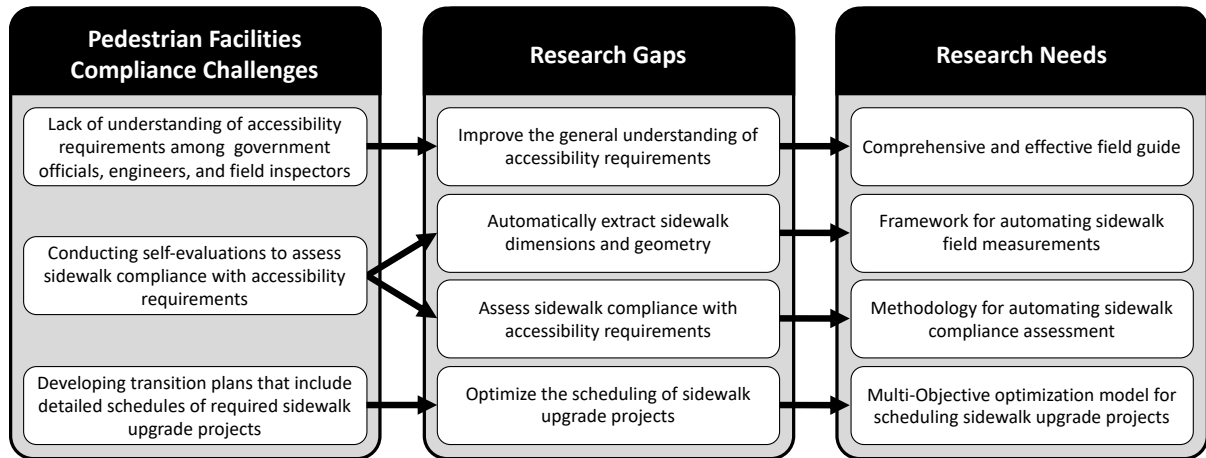 Pedestrian Facilities
Compliance Challenges
Lack of understanding of accessibility
requirements among government
officials, engineers, and field inspectors
Conducting self-evaluations to assess
sidewalk compliance with accessibility
requirements
Developing transition plans that include
detailed schedules of required sidewalk
upgrade projects
Research Gaps
Improve the general understanding of
accessibility requirements
Automatically extract sidewalk
dimensions and geometry
Assess sidewalk compliance with
accessibility requirements
Optimize the scheduling of sidewalk
upgrade projects
Research Needs
Comprehensive and effective field guide
Framework for automating sidewalk
field measurements
Methodology for automating sidewalk
compliance assessment
Multi-Objective optimization model for
scheduling sidewalk upgrade projects